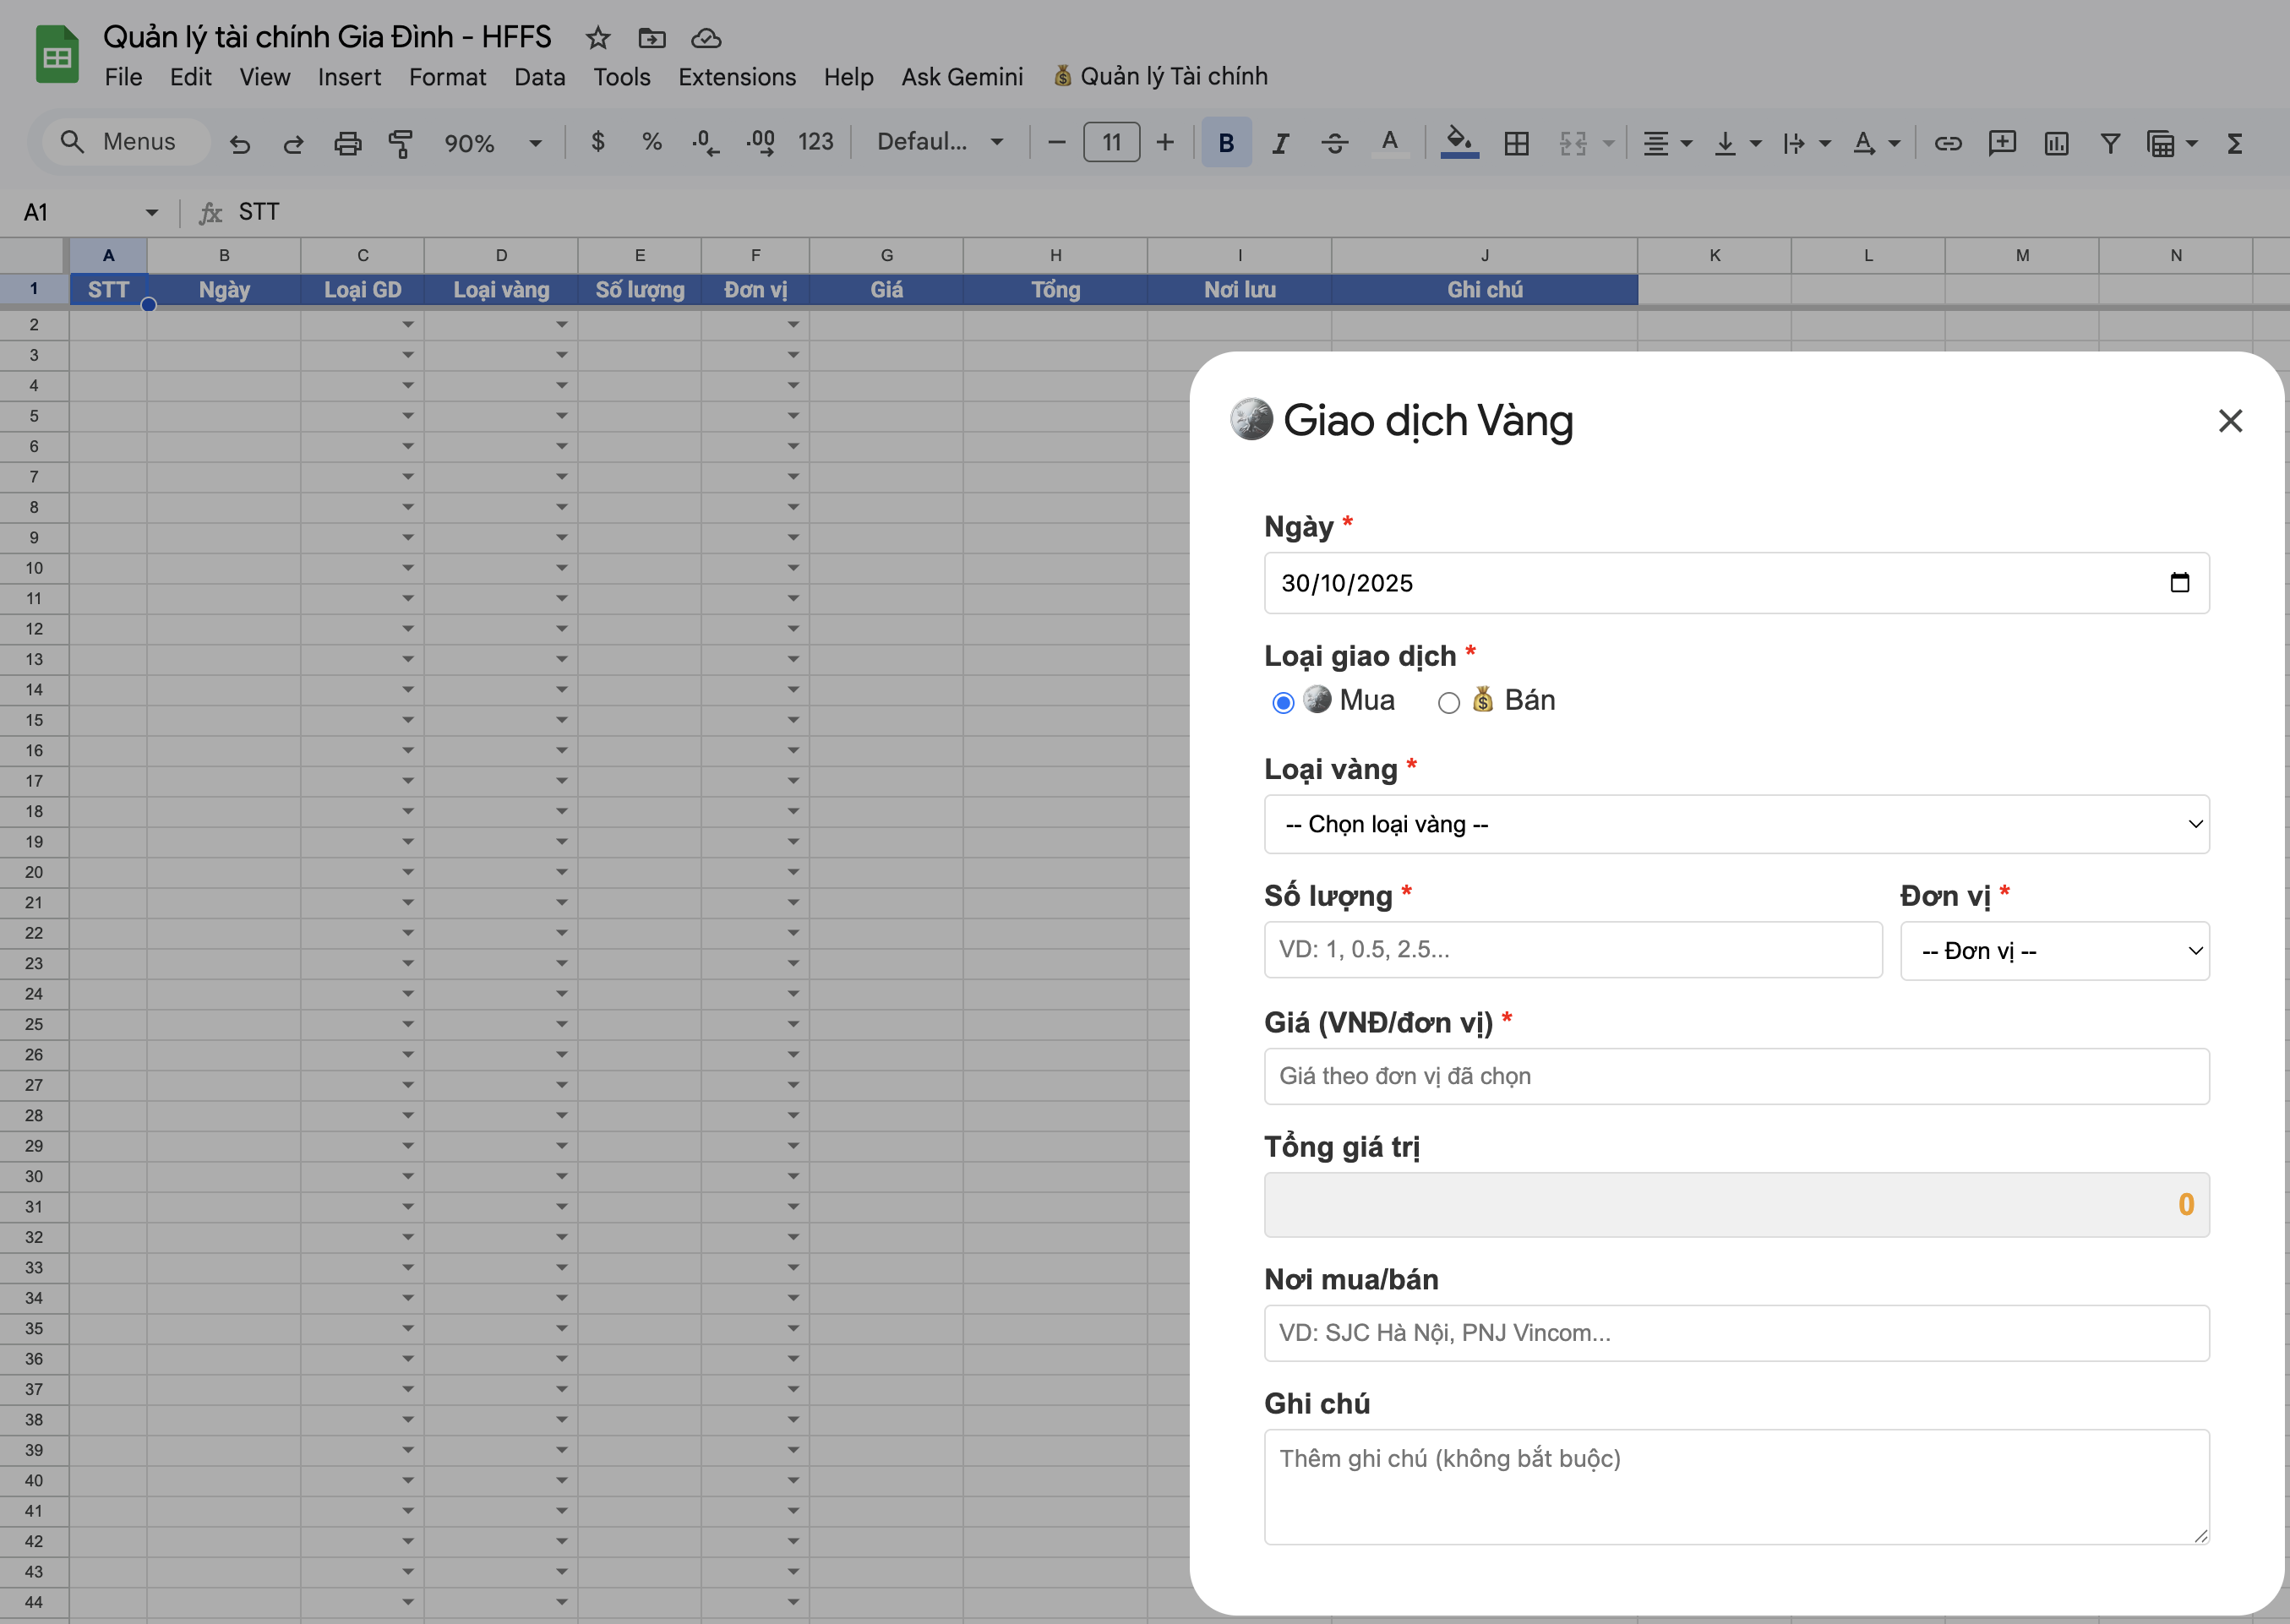 Quản lý tài chính Gia Đình - HFFS
File Edit View Insert Format Data Tools Extensions Help Ask Gemini 💰 Quản lý Tài chính
Menus 90% $ % .0 .00 123 Defaul... 11 B I A
A1 fx STT
A B C D E F G H I J K L M N
1 STT Ngày Loại GD Loại vàng Số lượng Đơn vị Giá Tổng Nơi lưu Ghi chú
2
3
4
5
6
7
8
9
10
11
12
13
14
15
16
17
18
19
20
21
22
23
24
25
26
27
28
29
30
31
32
33
34
35
36
37
38
39
40
41
42
43
44
Giao dịch Vàng
Ngày *
30/10/2025
Loại giao dịch *
Mua 💰 Bán
Loại vàng *
-- Chọn loại vàng --
Số lượng * Đơn vị *
VD: 1, 0.5, 2.5... -- Đơn vị --
Giá (VNĐ/đơn vị) *
Giá theo đơn vị đã chọn
Tổng giá trị
0
Nơi mua/bán
VD: SJC Hà Nội, PNJ Vincom...
Ghi chú
Thêm ghi chú (không bắt buộc)